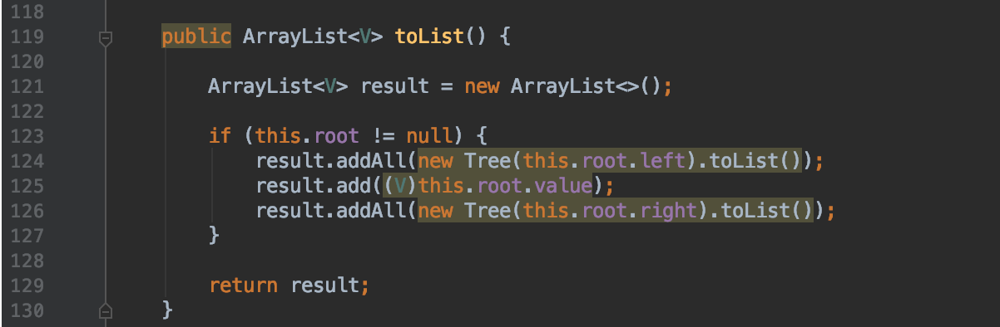 118
119 public ArrayList<V> toList() {
120
121 ArrayList<V> result = new ArrayList<>();
122
123 if (this.root != null) {
124 result.addAll(new Tree(this.root.left).toList());
125 result.add((V)this.root.value);
126 result.addAll(new Tree(this.root.right).toList());
127 }
128
129 return result;
130 }